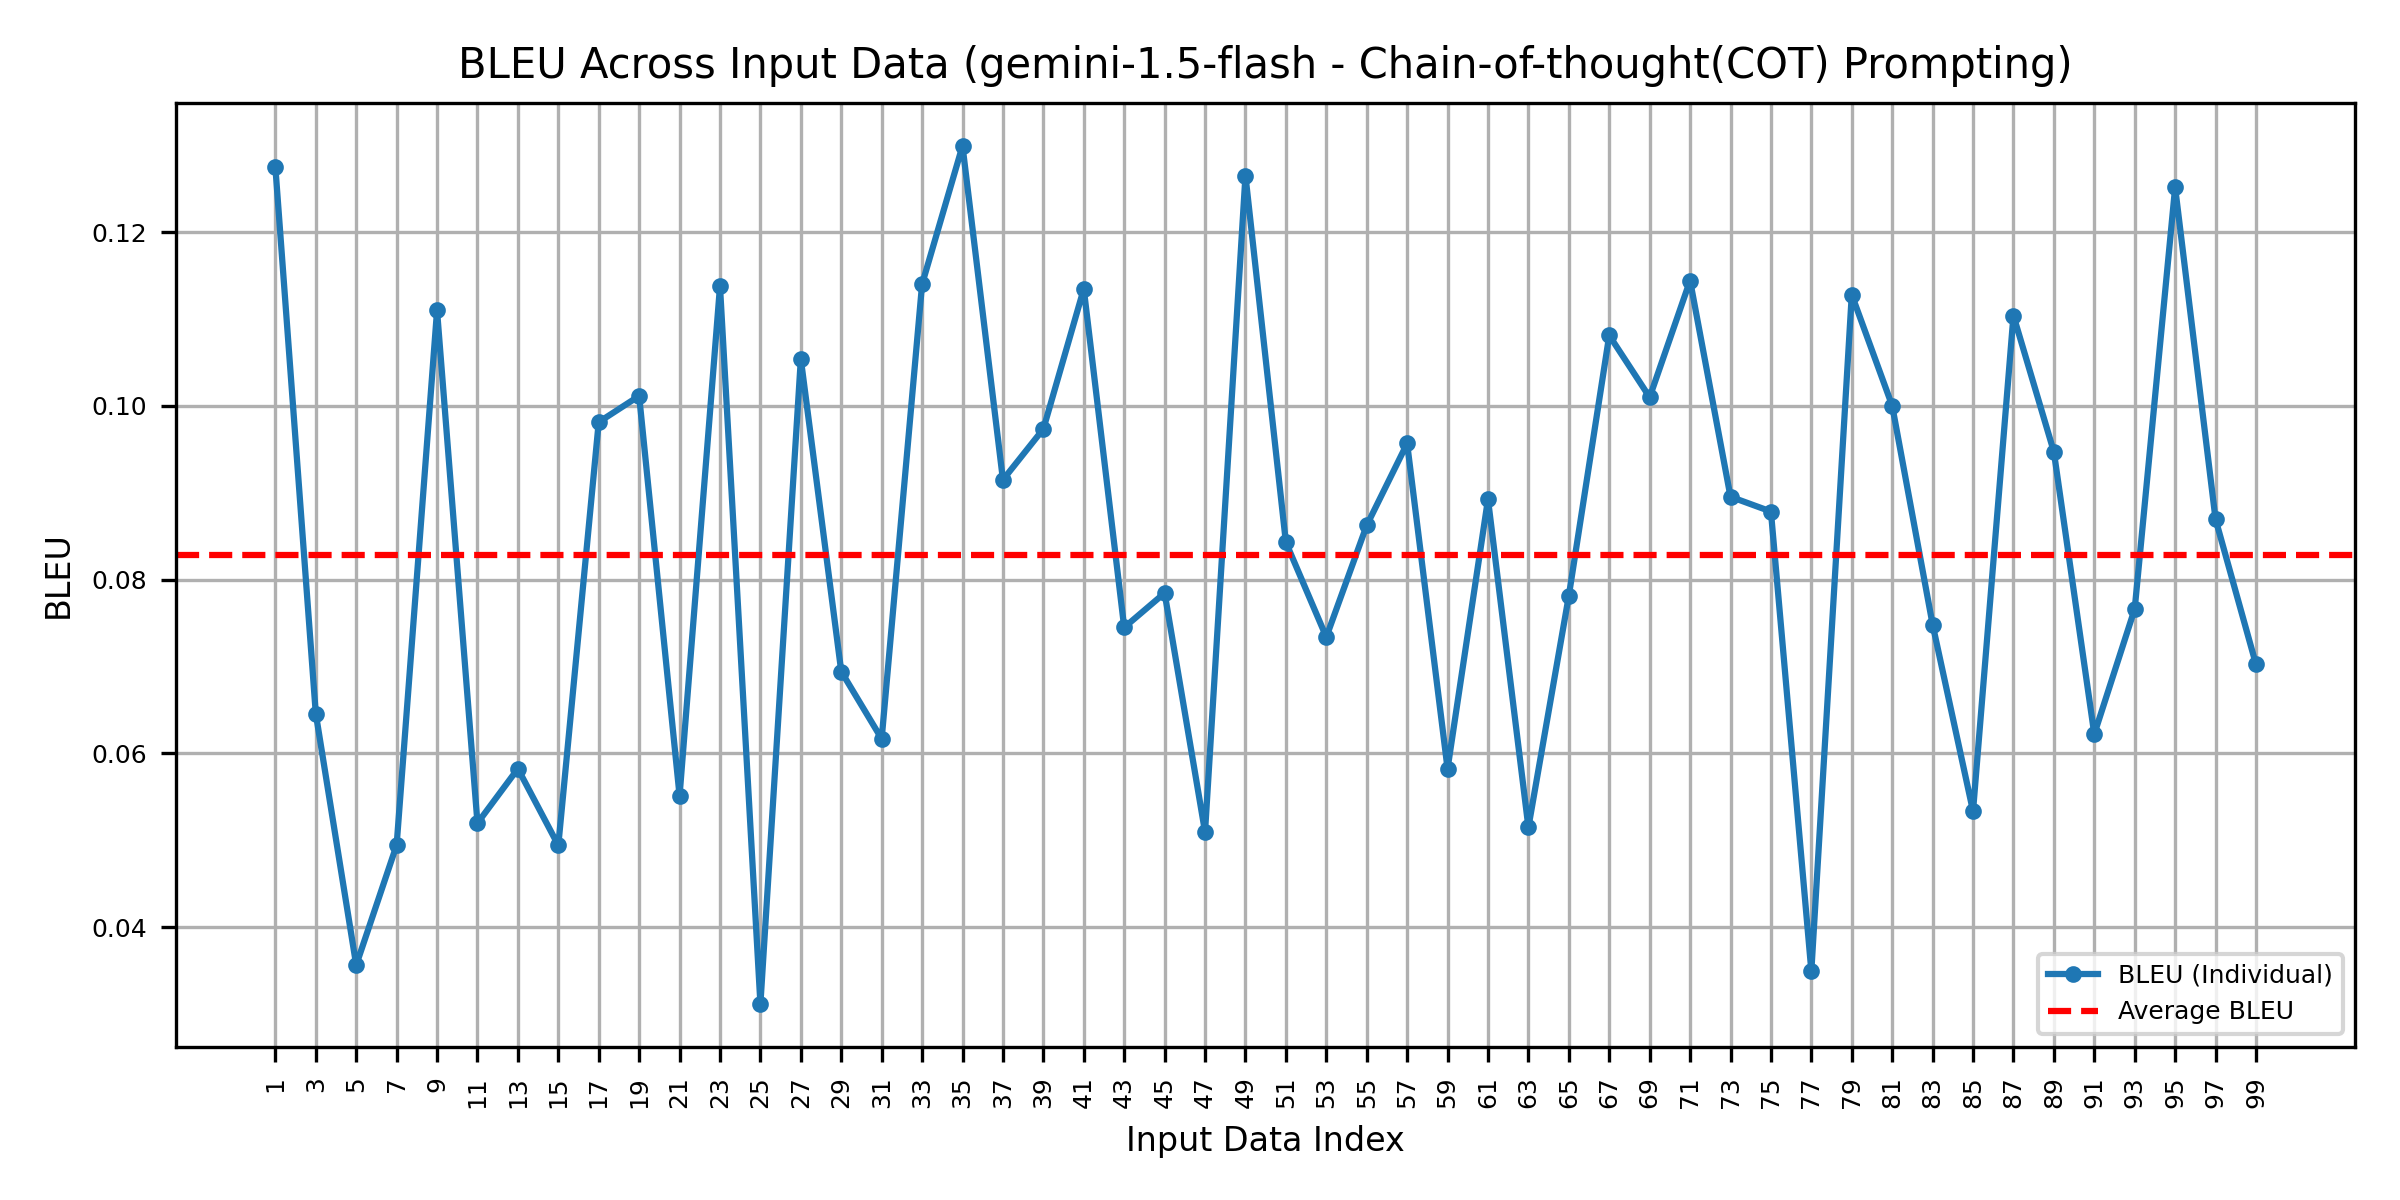 BLEU Across Input Data (gemini-1.5-flash - Chain-of-thought(COT) Prompting)
BLEU
0.12
0.10
0.08
0.06
0.04
BLEU (Individual)
Average BLEU
1 3 5 7 9 11 13 15 17 19 21 23 25 27 29 31 33 35 37 39 41 43 45 47 49 51 53 55 57 59 61 63 65 67 69 71 73 75 77 79 81 83 85 87 89 91 93 95 97 99
Input Data Index